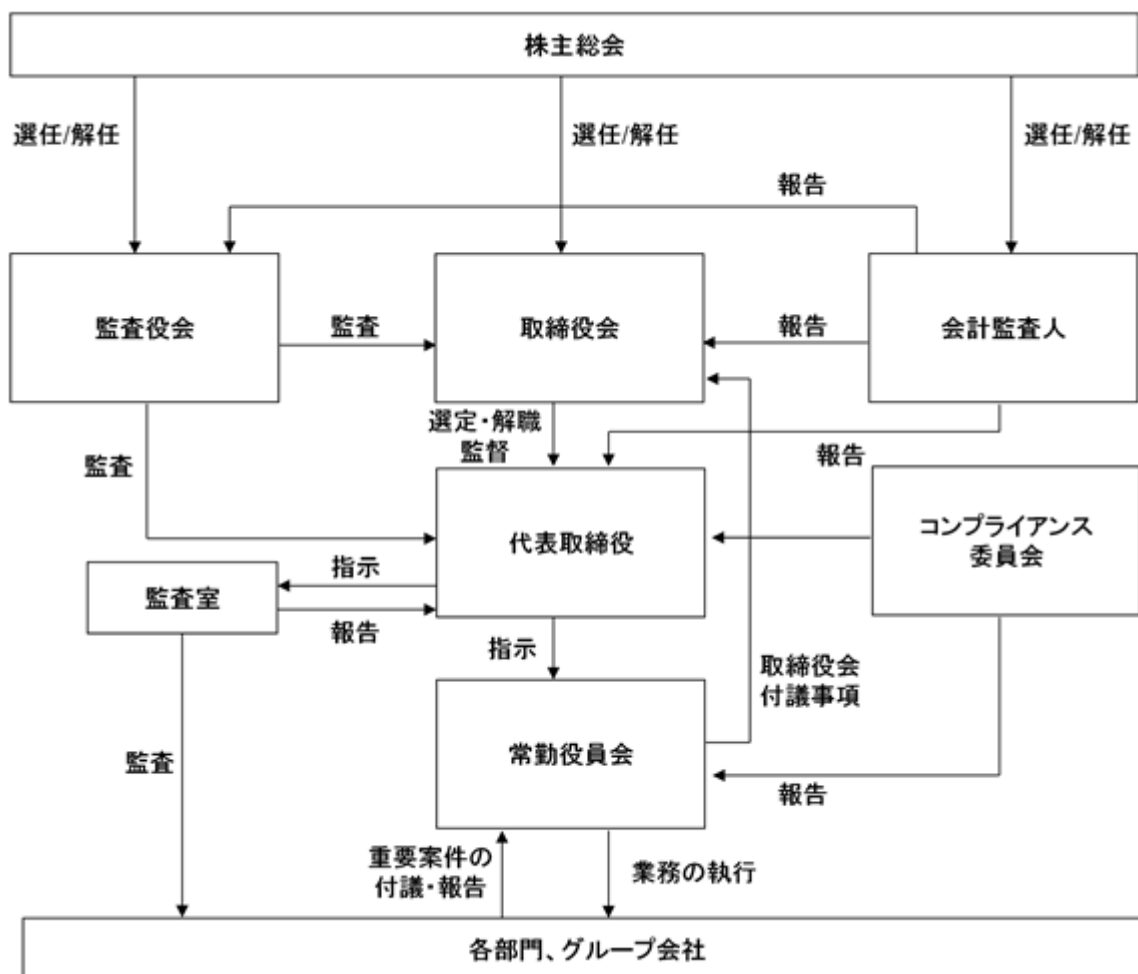 株主総会
選任/解任
選任/解任
選任/解任
報告
監査役会
監査
取締役会
報告
会計監査人
選定・解職
監督
報告
監査
代表取締役
コンプライアンス
委員会
指示
監査室
報告
指示
取締役会
付議事項
監査
常勤役員会
報告
重要案件の
付議・報告
業務の執行
各部門、グループ会社